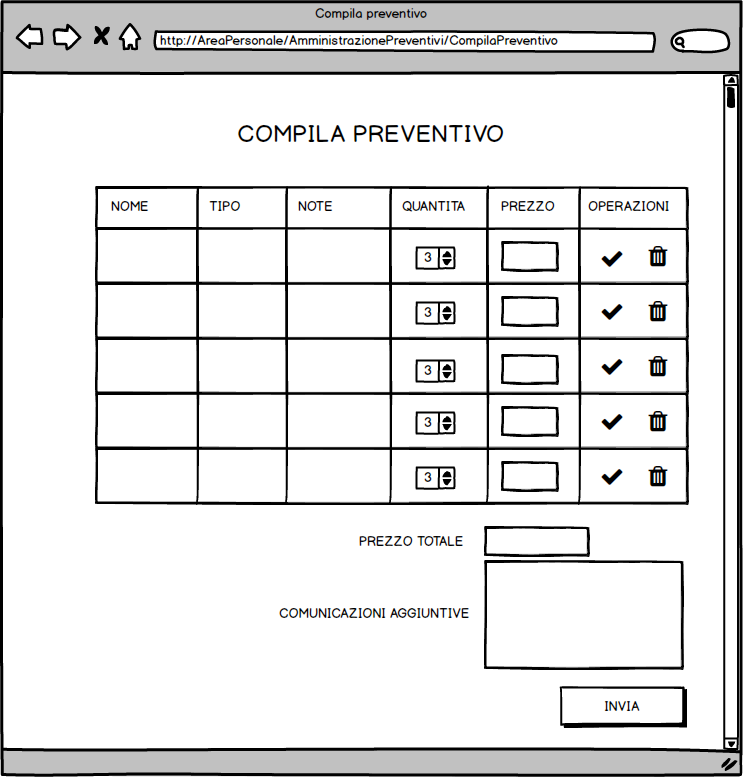 Compila preventivo
http://AreaPersonale/AmministrazionePreventivi/CompilaPreventivo
COMPILA PREVENTIVO
NOME TIPO NOTE QUANTITA PREZZO OPERAZIONI
3
3
3
3
3
PREZZO TOTALE
COMUNICAZIONI AGGIUNTIVE
INVIA